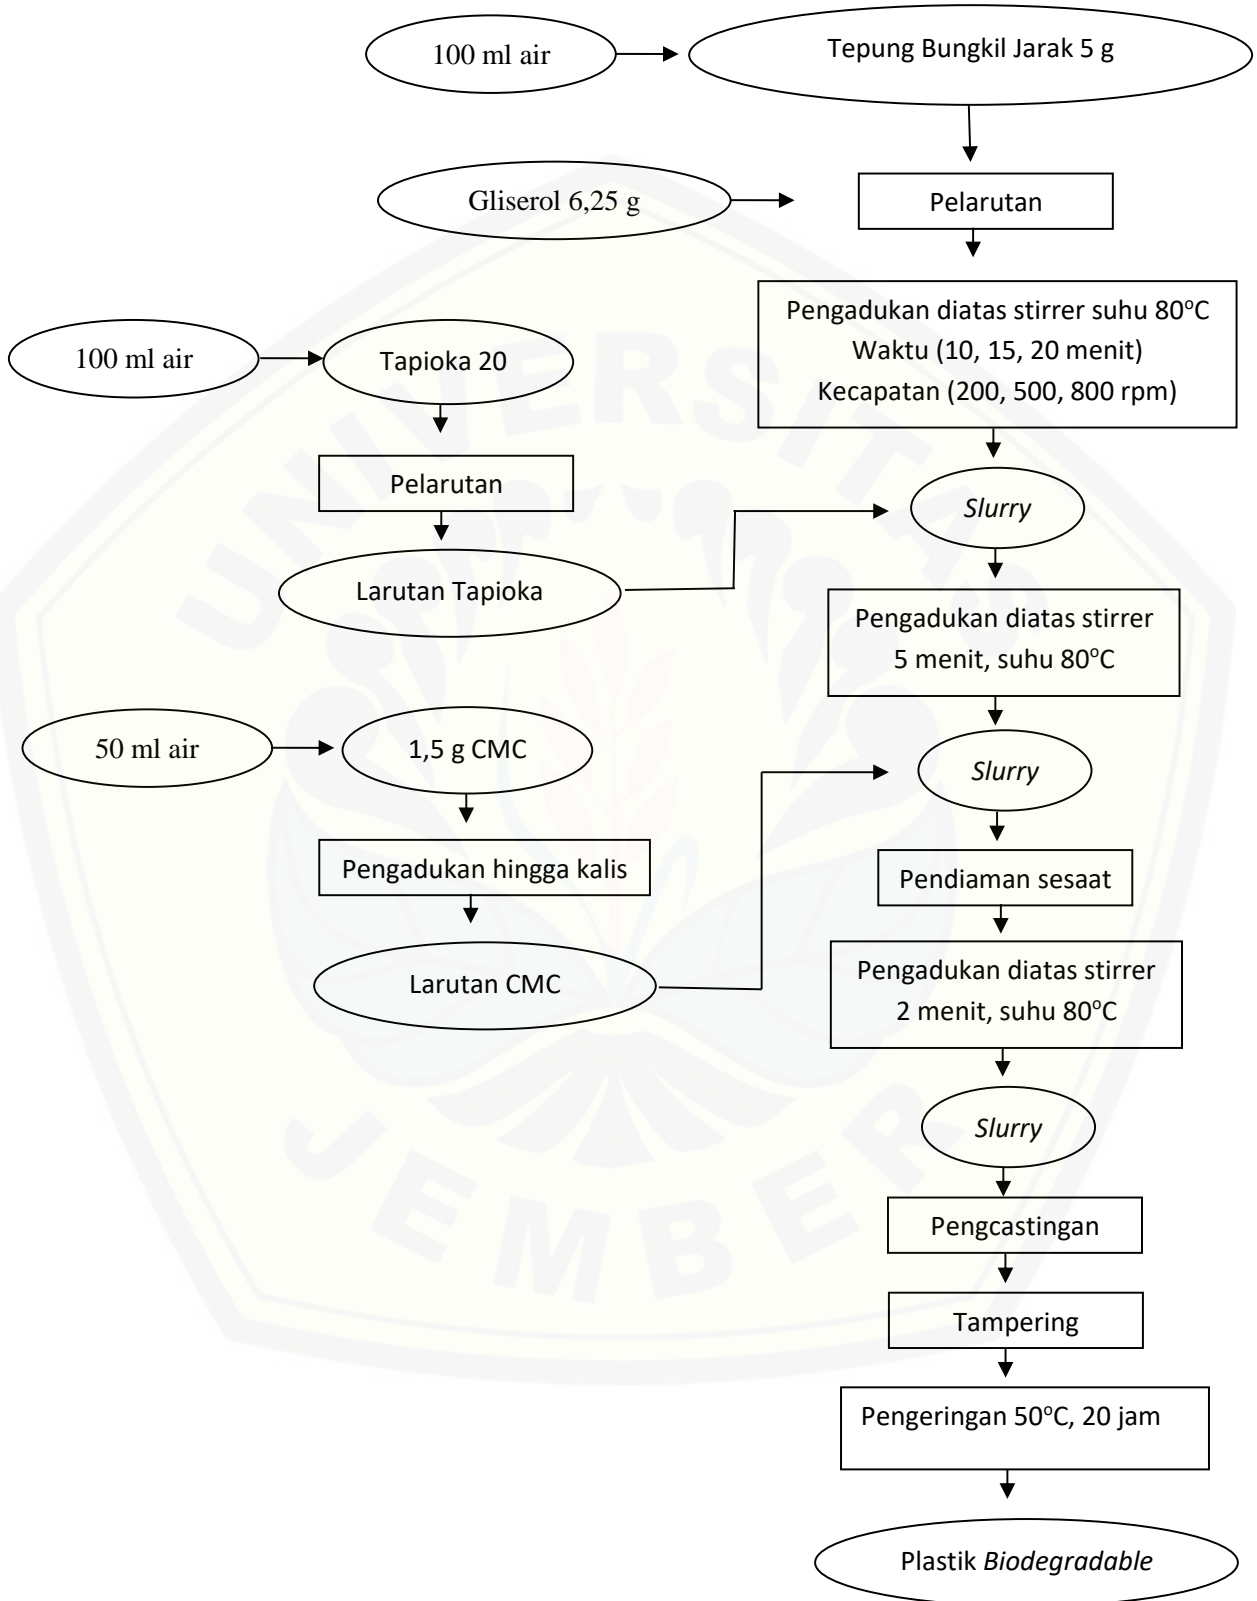 100 ml air
Tepung Bungkil Jarak 5 g
Gliserol 6,25 g
Pelarutan
Pengadukan diatas stirrer suhu 80°C
Waktu (10, 15, 20 menit)
Kecapatan (200, 500, 800 rpm)
100 ml air
Tapioka 20
Pelarutan
Slurry
Larutan Tapioka
Pengadukan diatas stirrer
5 menit, suhu 80°C
50 ml air
1,5 g CMC
Slurry
Pengadukan hingga kalis
Pendiaman sesaat
Larutan CMC
Pengadukan diatas stirrer
2 menit, suhu 80°C
Slurry
Pengcastingan
Tampering
Pengeringan 50°C, 20 jam
Plastik Biodegradable
UNIVERSITAS
JEMBER